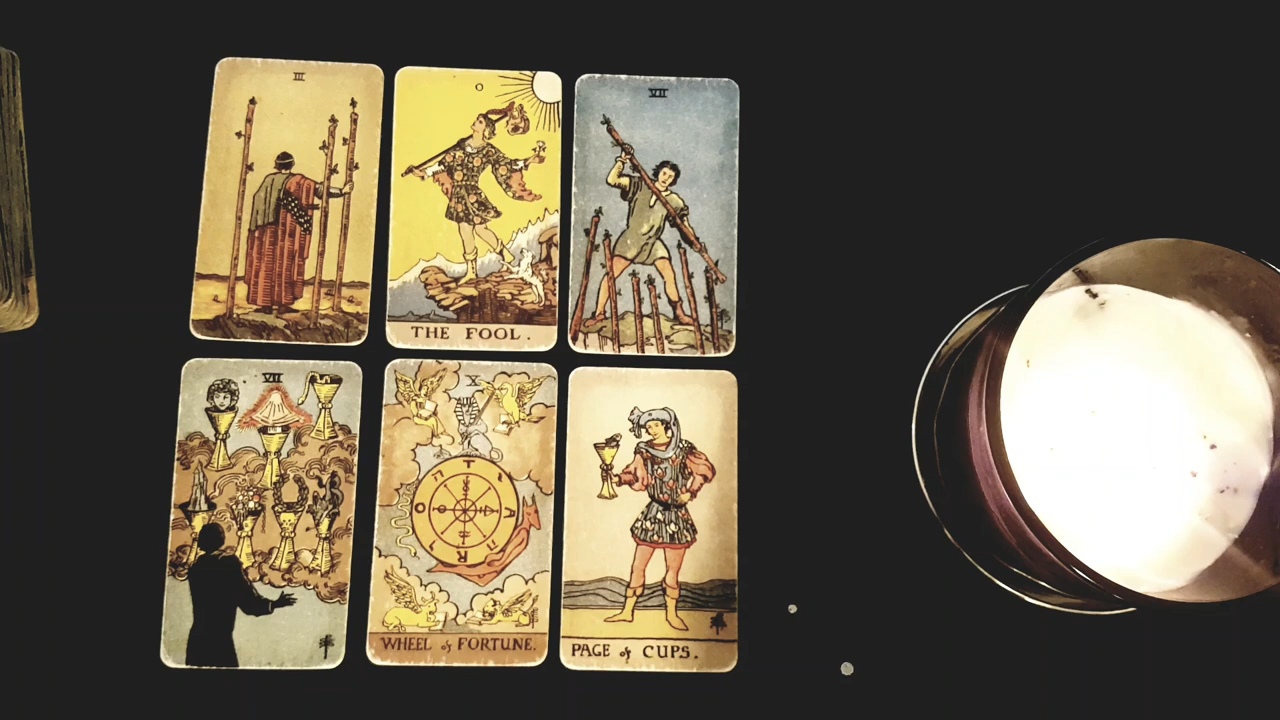 III
0
VII
THE FOOL.
VII
X
T
A
R
O
WHEEL of FORTUNE.
PAGE of CUPS.